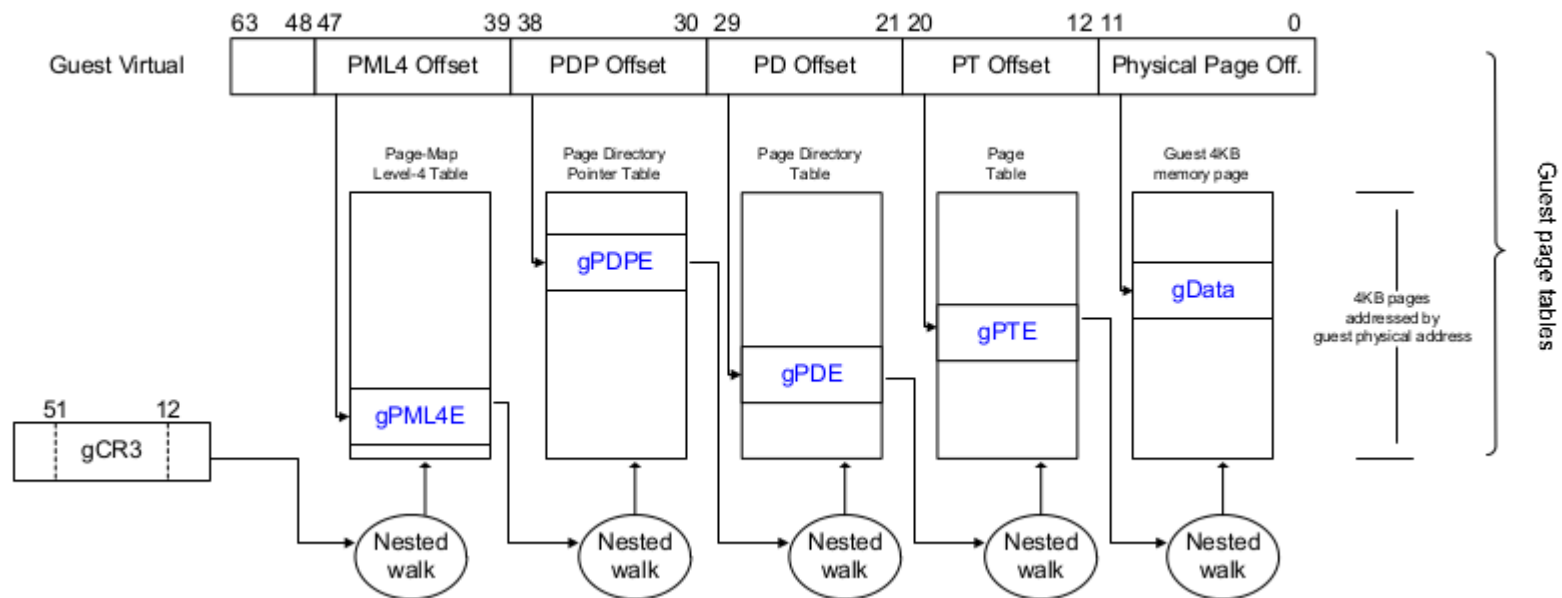 63 48 47 39 38 30 29 21 20 12 11 0
Guest Virtual
PML4 Offset
PDP Offset
PD Offset
PT Offset
Physical Page Off.
Page-Map
Level-4 Table
Page Directory
Pointer Table
Page Directory
Table
Page
Table
Guest 4KB
memory page
gPML4E
gPDPE
gPDE
gPTE
gData
4KB pages
addressed by
guest physical address
Guest page tables
51 12
gCR3
Nested
walk
Nested
walk
Nested
walk
Nested
walk
Nested
walk